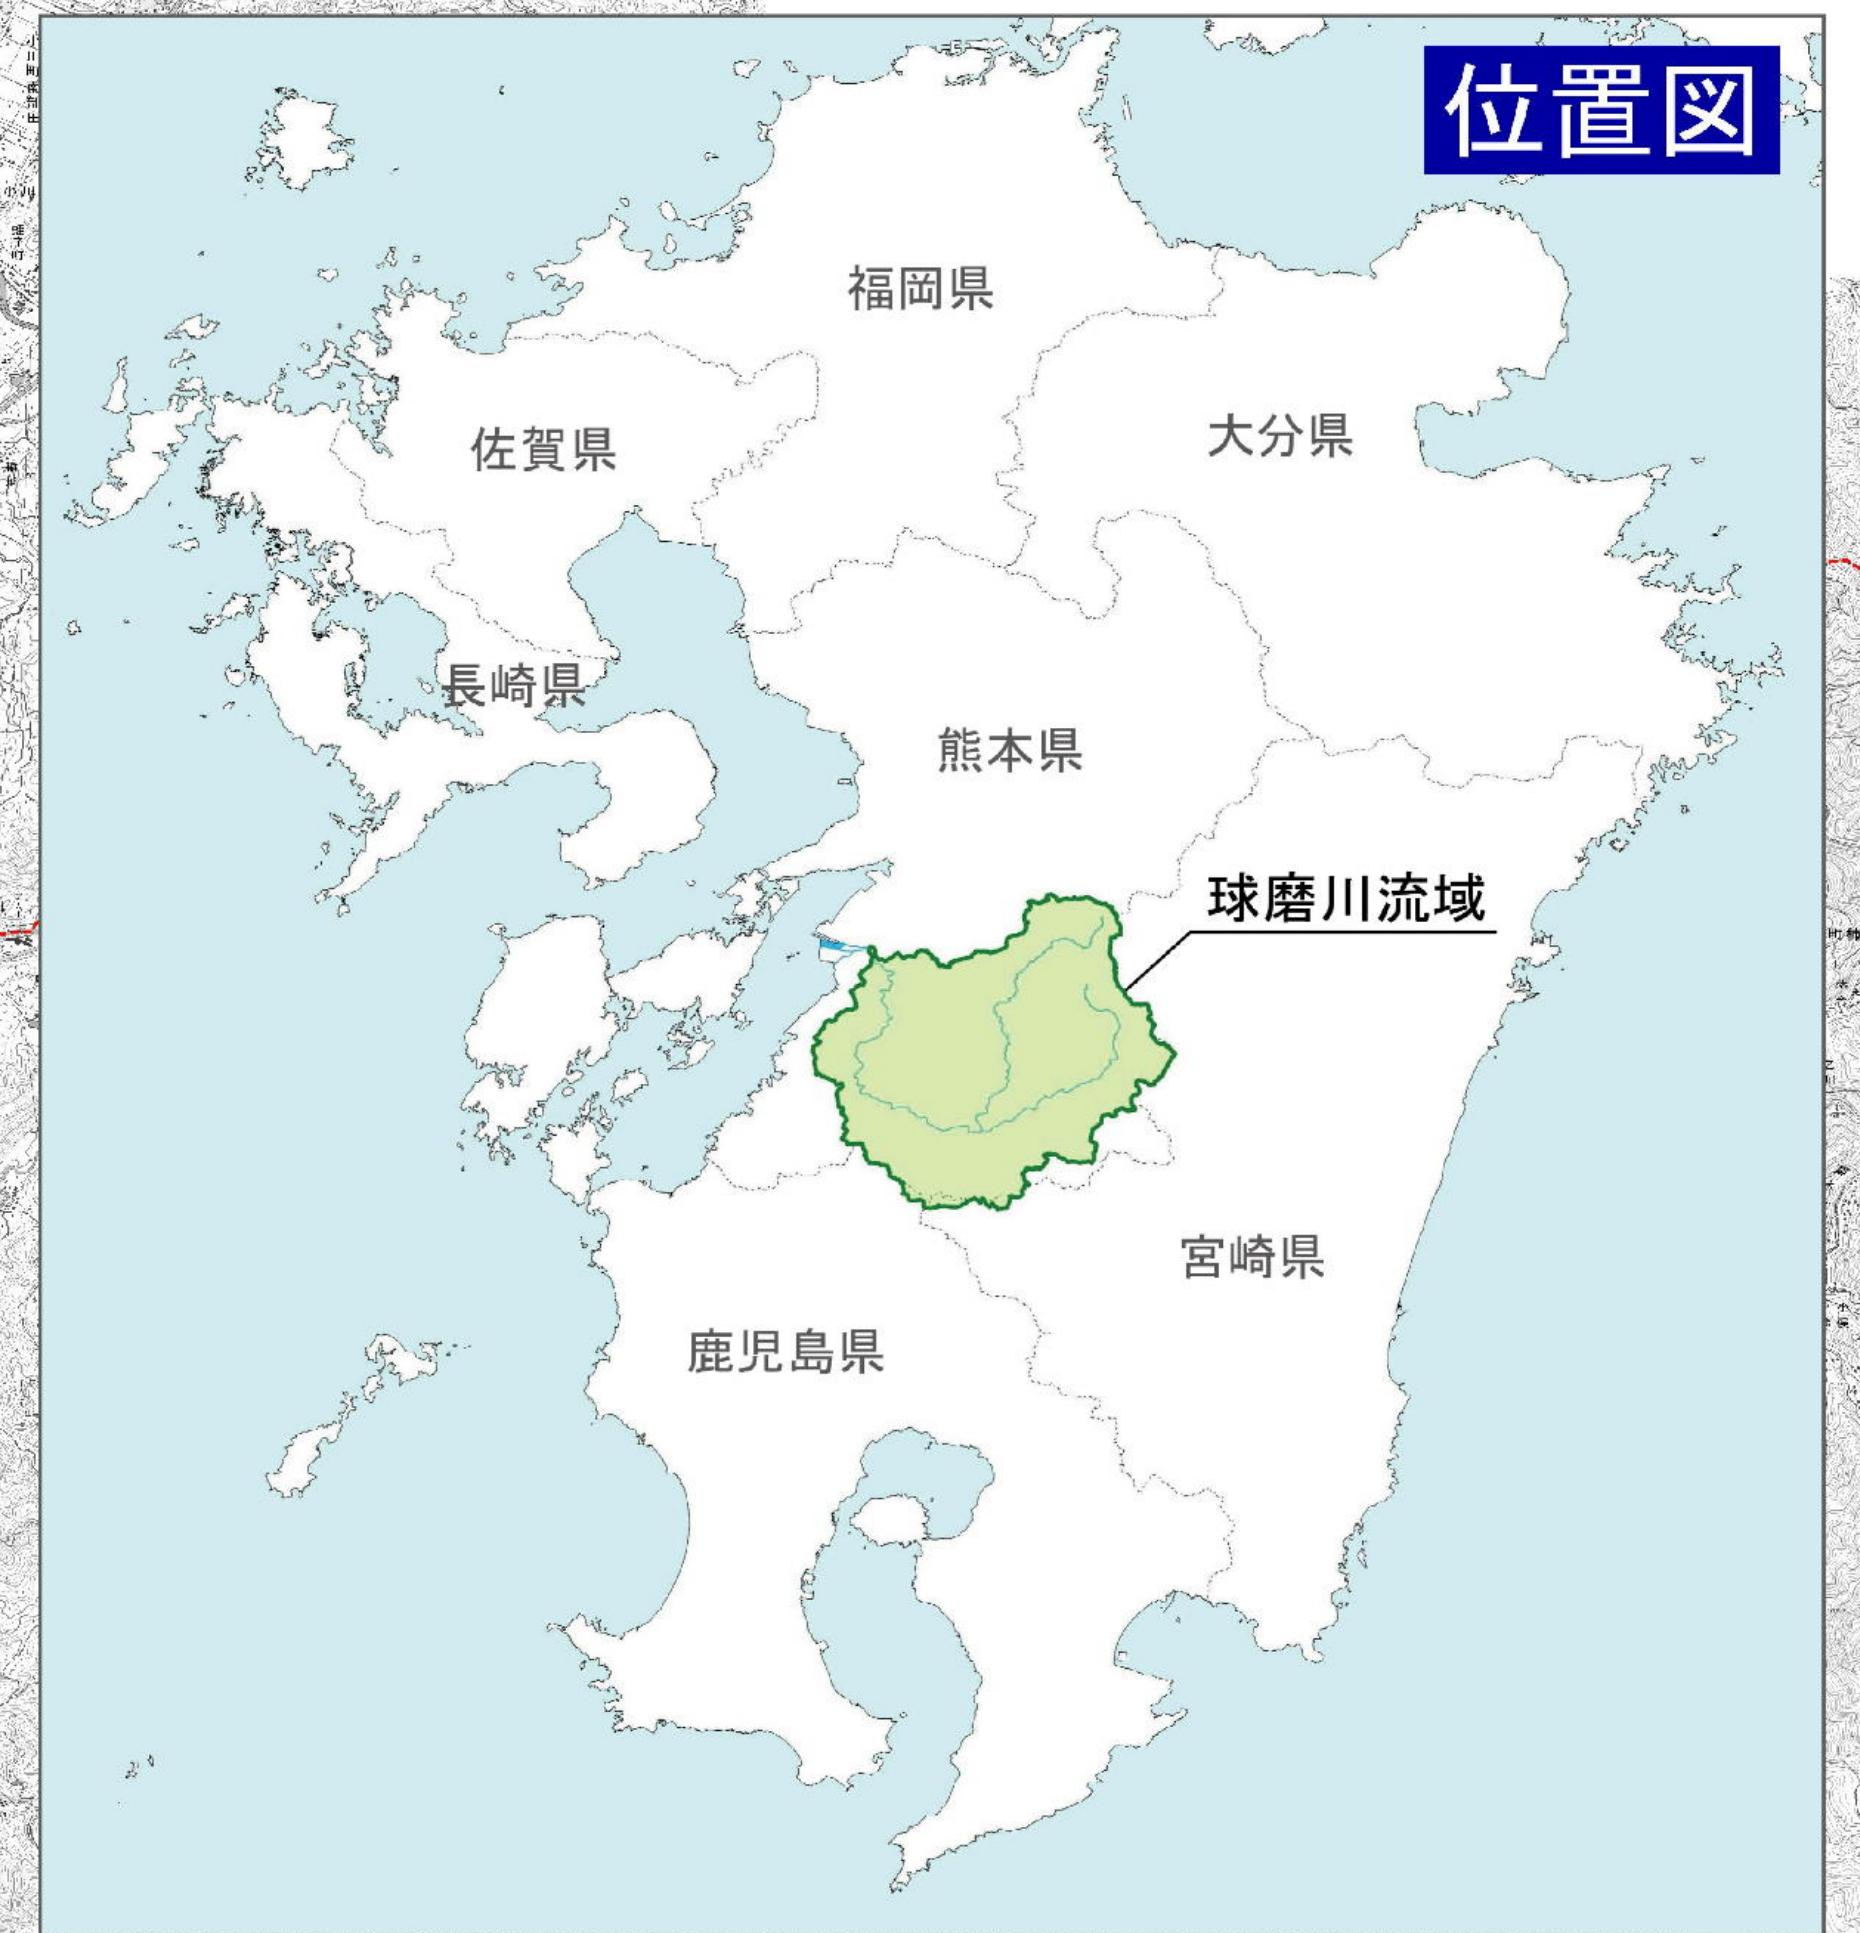 位置図
福岡県
佐賀県
大分県
長崎県
熊本県
球磨川流域
宮崎県
鹿児島県